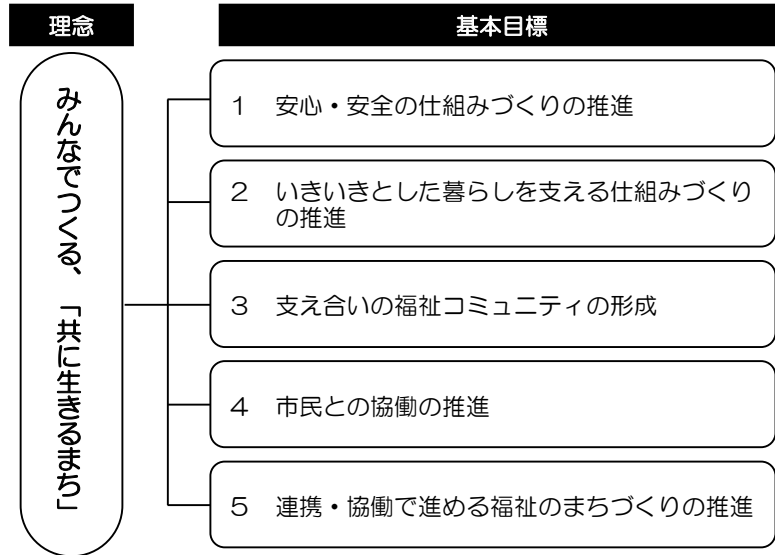 理念
基本目標
みんなでつくる、「共に生きるまち」
1 安心・安全の仕組みづくりの推進
2 いきいきとした暮らしを支える仕組みづくり
の推進
3 支え合いの福祉コミュニティの形成
4 市民との協働の推進
5 連携・協働で進める福祉のまちづくりの推進